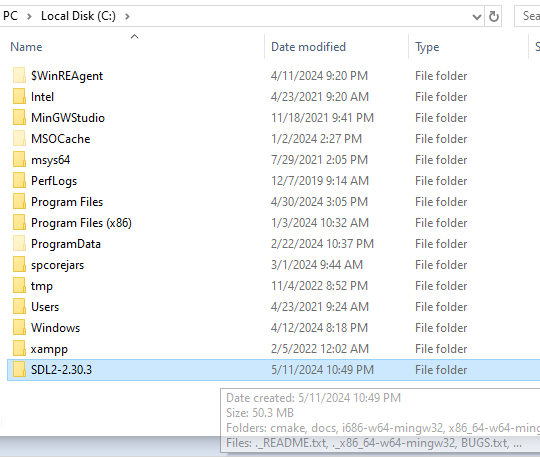 PC > Local Disk (C:) > Sea
Name Date modified Type S
$WinREAgent 4/11/2024 9:20 PM File folder
Intel 4/23/2021 9:20 AM File folder
MinGWStudio 11/18/2021 9:41 PM File folder
MSOCache 1/2/2024 2:27 PM File folder
msys64 7/29/2021 2:05 PM File folder
PerfLogs 12/7/2019 9:14 AM File folder
Program Files 4/30/2024 3:05 PM File folder
Program Files (x86) 1/3/2024 10:32 AM File folder
ProgramData 2/22/2024 10:37 PM File folder
spcorejars 3/1/2024 9:44 AM File folder
tmp 11/4/2022 8:52 PM File folder
Users 4/23/2021 9:24 AM File folder
Windows 4/12/2024 8:18 PM File folder
xampp 2/5/2022 12:02 AM File folder
SDL2-2.30.3 5/11/2024 10:49 PM File folder
Date created: 5/11/2024 10:49 PM
Size: 50.3 MB
Folders: cmake, docs, i686-w64-mingw32, x86_64-w64-ming
Files: ._README.txt, ._x86_64-w64-mingw32, BUGS.txt, ...